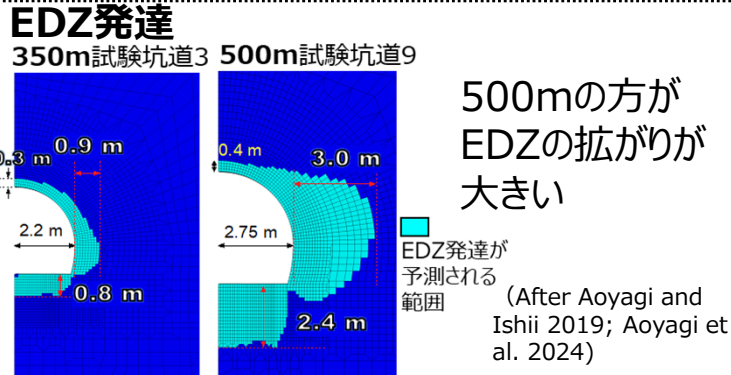 EDZ発達
350m試験坑道3
500m試験坑道9
0.3 m
0.9 m
2.2 m
0.8 m
0.4 m
3.0 m
2.75 m
2.4 m
500mの方が
EDZの拡がりが
大きい
EDZ発達が
予測される
範囲
（After Aoyagi and
Ishii 2019; Aoyagi et
al. 2024)